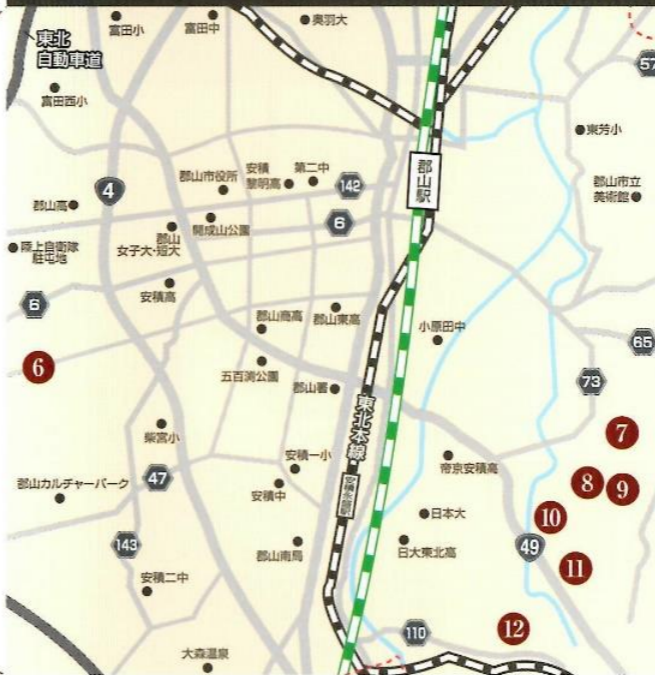 富田小
富田中
奥羽大
東北
自動車道
57
富田西小
東芳小
郡山駅
郡山市役所
安積
黎明高
第二中
142
郡山市立
美術館
4
郡山高
開成山公園
6
郡山
女子大・短大
陸上自衛隊
駐屯地
安積高
6
郡山商高
郡山東高
小原田中
65
6
五百渕公園
73
郡山署
東北本線
7
柴宮小
安積一小
帝京安積高
47
郡山カルチャーパーク
安積中
安積永盛駅
8
9
日本大
10
143
郡山南局
日大東北高
49
11
安積二中
110
12
大森温泉